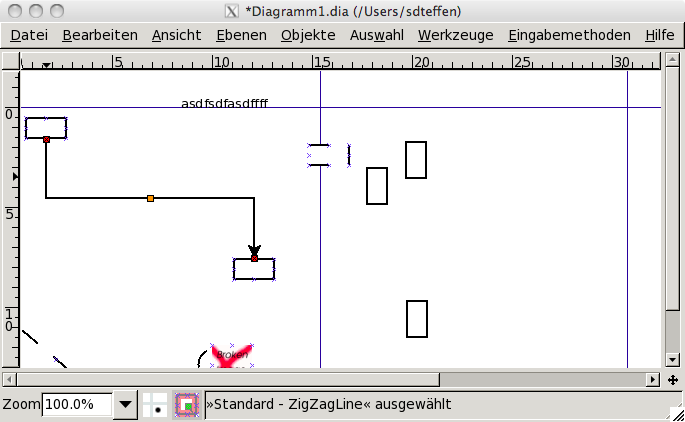 *Diagramm1.dia (/Users/sdteffen)
Datei Bearbeiten Ansicht Ebenen Objekte Auswahl Werkzeuge Eingabemethoden Hilfe
5 10 15 20 25 30
0
asdfsdfasdffff
5
10
Broken
Zoom 100.0% »Standard - ZigZagLine« ausgewählt